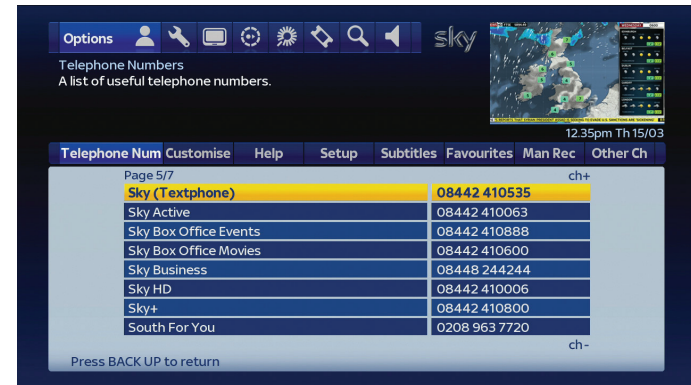 Options
sky
Telephone Numbers
A list of useful telephone numbers.
12.35pm Th 15/03
Telephone Num Customise Help Setup Subtitles Favourites Man Rec Other Ch
Page 5/7 ch+
Sky (Textphone) 08442 410535
Sky Active 08442 410063
Sky Box Office Events 08442 410888
Sky Box Office Movies 08442 410600
Sky Business 08448 244244
Sky HD 08442 410006
Sky+ 08442 410800
South For You 0208 963 7720
ch-
Press BACK UP to return